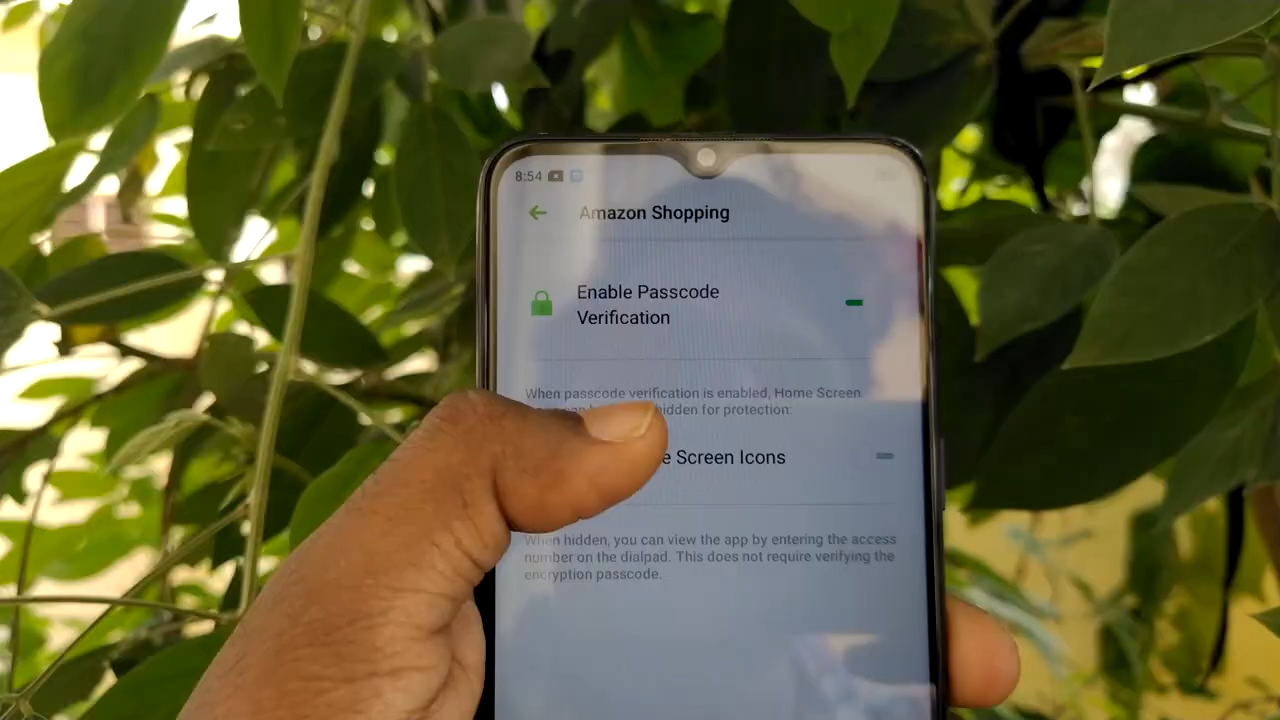 8:54
Amazon Shopping
Enable Passcode
Verification
When passcode verification is enabled, Home Screen
hidden for protection:
Screen Icons
When hidden, you can view the app by entering the access
number on the dialpad. This does not require verifying the
encryption passcode.